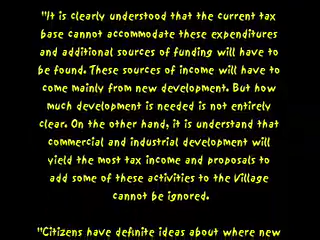 "It is clearly understood that the current tax
base cannot accommodate these expenditures
and additional sources of funding will have to
be found. These sources of income will have to
come mainly from new development. But how
much development is needed is not entirely
clear. On the other hand, it is understand that
commercial and industrial development will
yield the most tax income and proposals to
add some of these activities to the Village
cannot be ignored.
"Citizens have definite ideas about where new